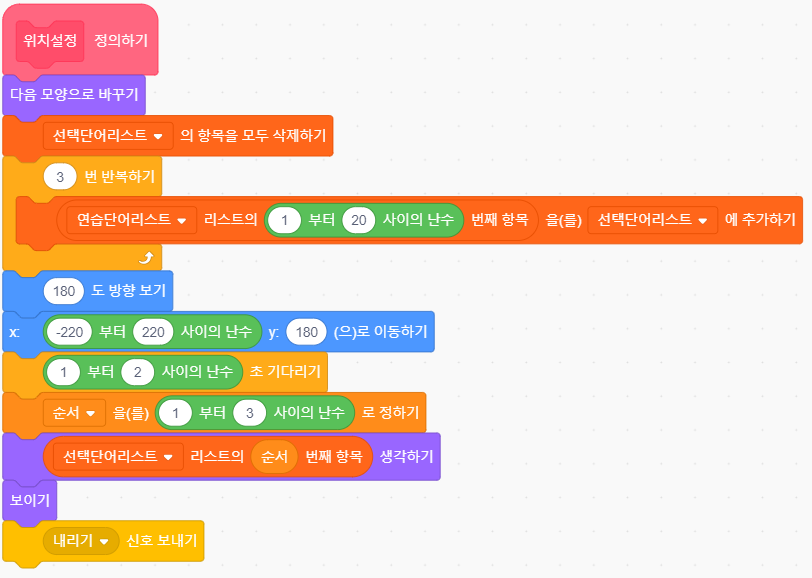 위치설정 정의하기
다음 모양으로 바꾸기
선택단어리스트 의 항목을 모두 삭제하기
3 번 반복하기
연습단어리스트 리스트의 1 부터 20 사이의 난수 번째 항목 을(를) 선택단어리스트 에 추가하기
180 도 방향 보기
x: -220 부터 220 사이의 난수 y: 180 (으)로 이동하기
1 부터 2 사이의 난수 초 기다리기
순서 을(를) 1 부터 3 사이의 난수 로 정하기
선택단어리스트 리스트의 순서 번째 항목 생각하기
보이기
내리기 신호 보내기